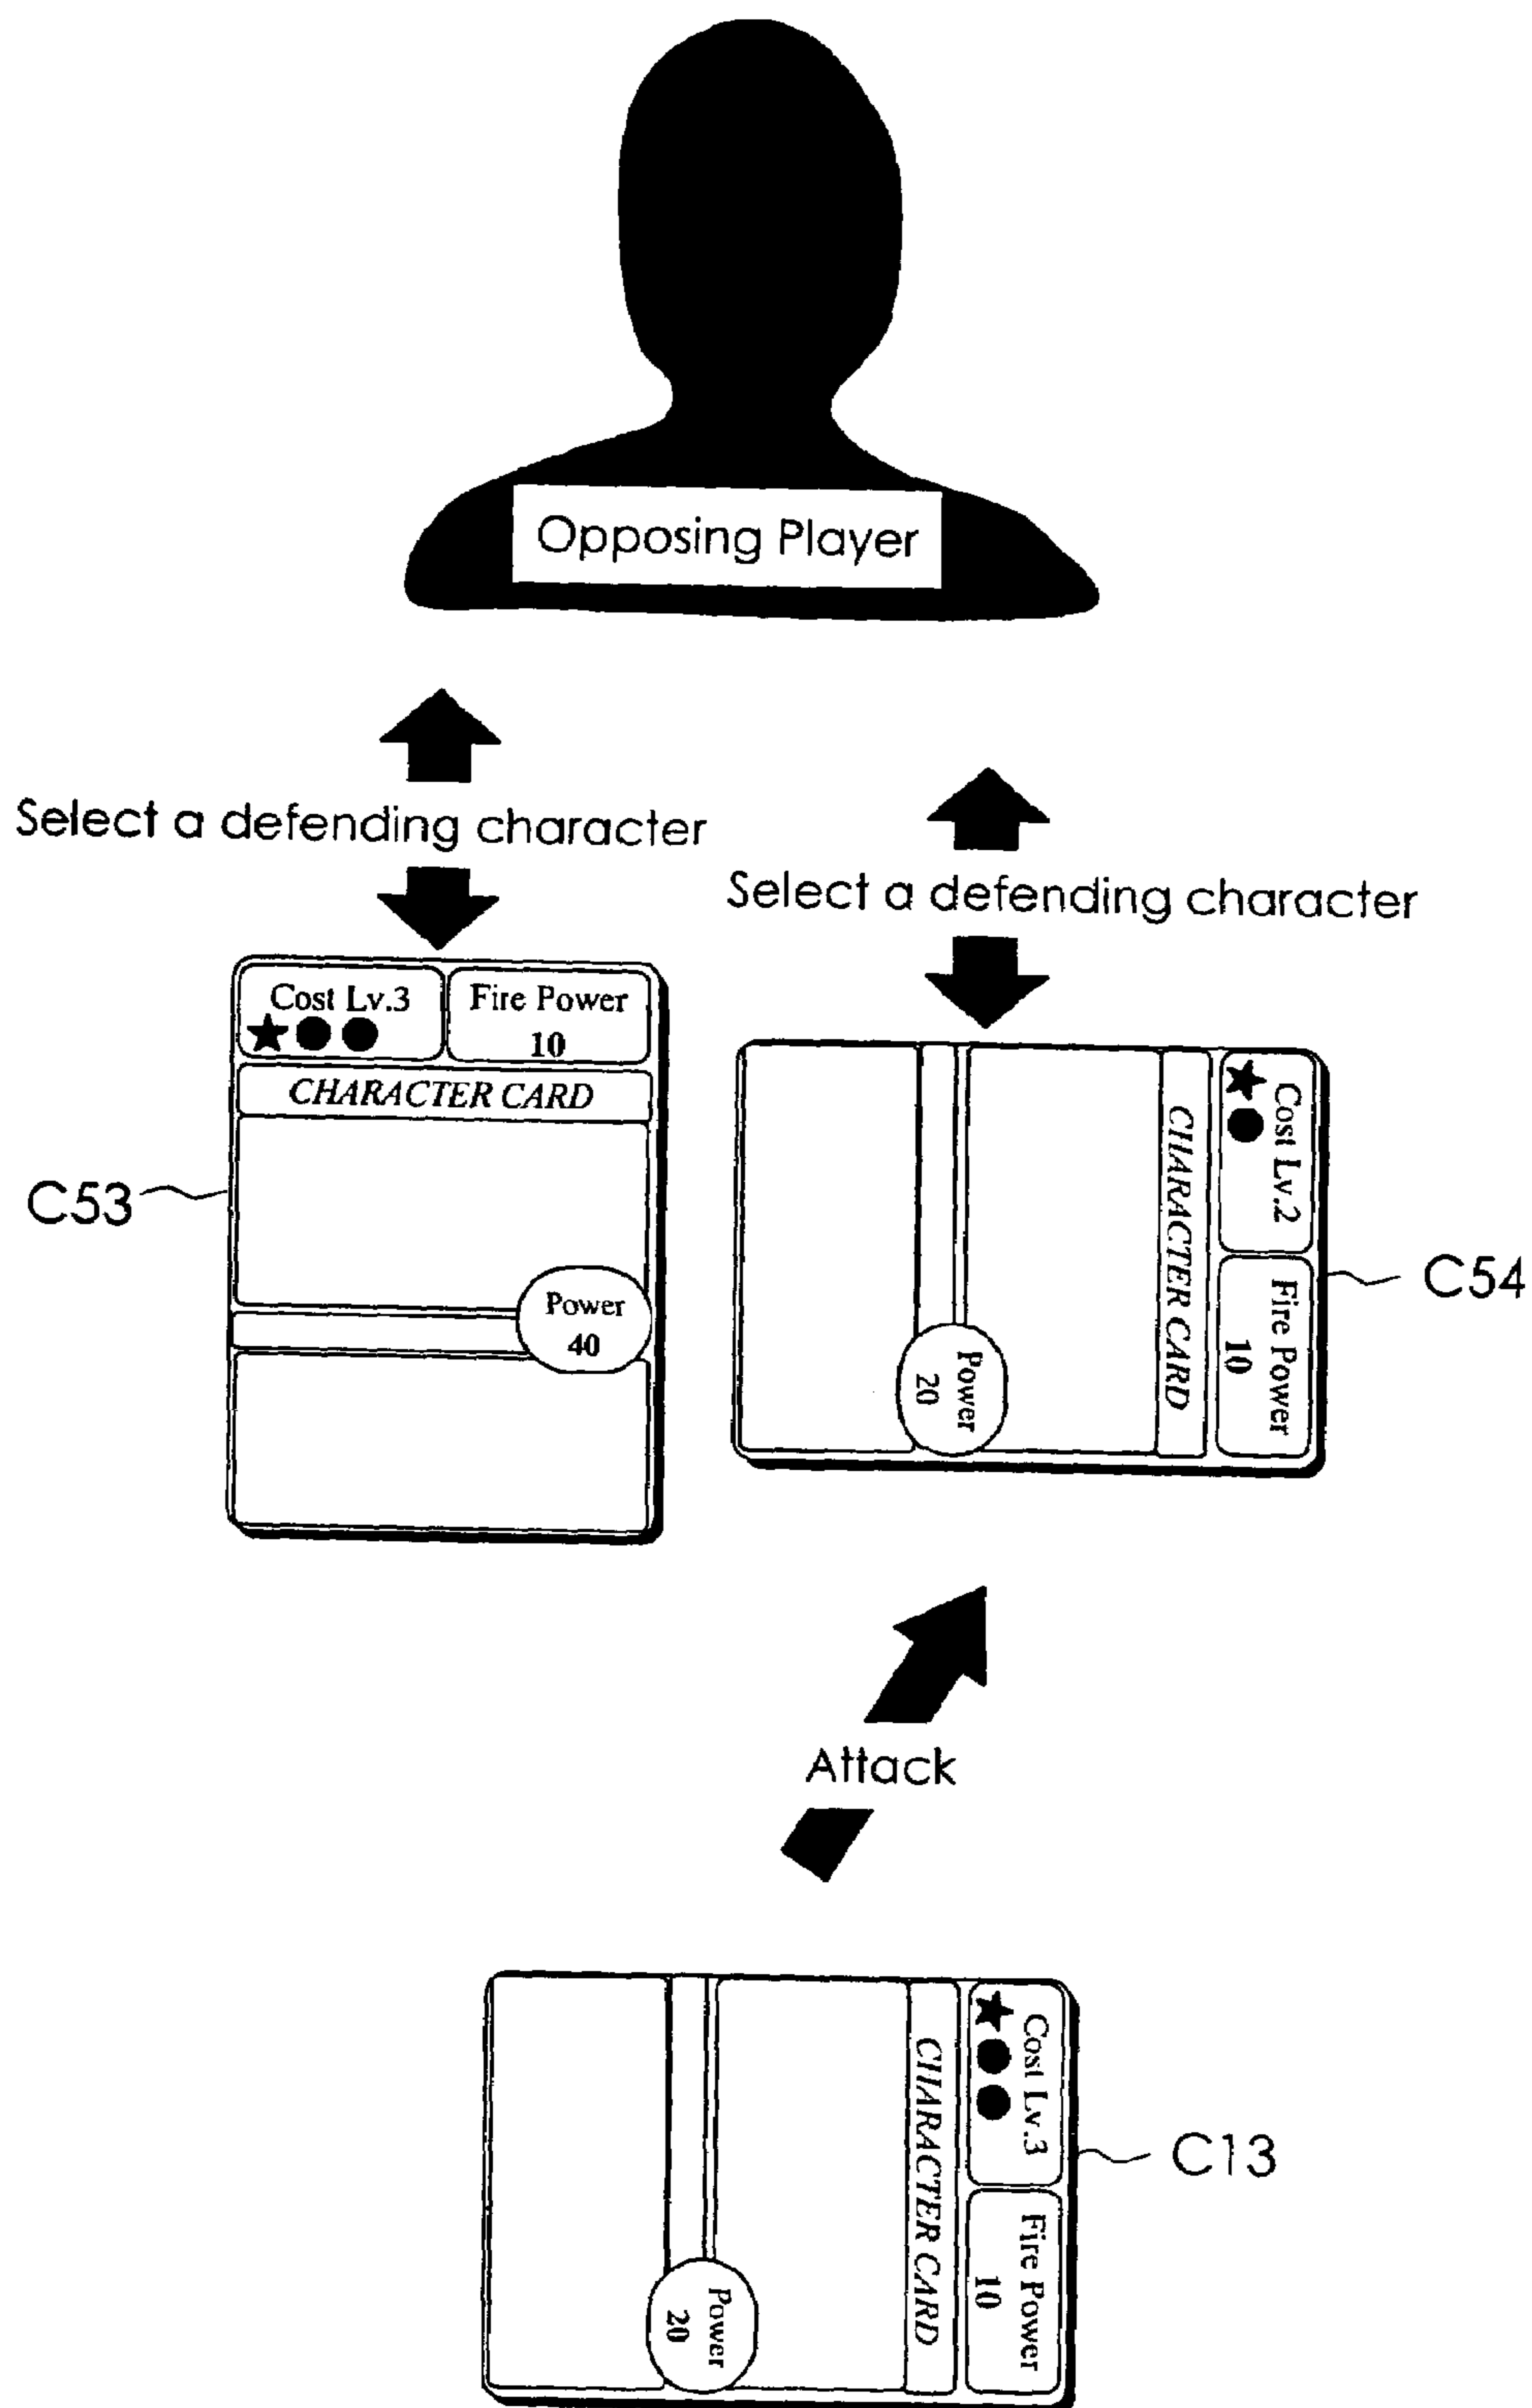 Opposing Player
Select a defending character
Select a defending character
Cost Lv.3
Fire Power
10
CHARACTER CARD
C53
Power
40
Cost Lv.2
Fire Power
10
CHARACTER CARD
Power
20
C54
Attack
Cost Lv.3
Fire Power
10
CHARACTER CARD
Power
20
C13